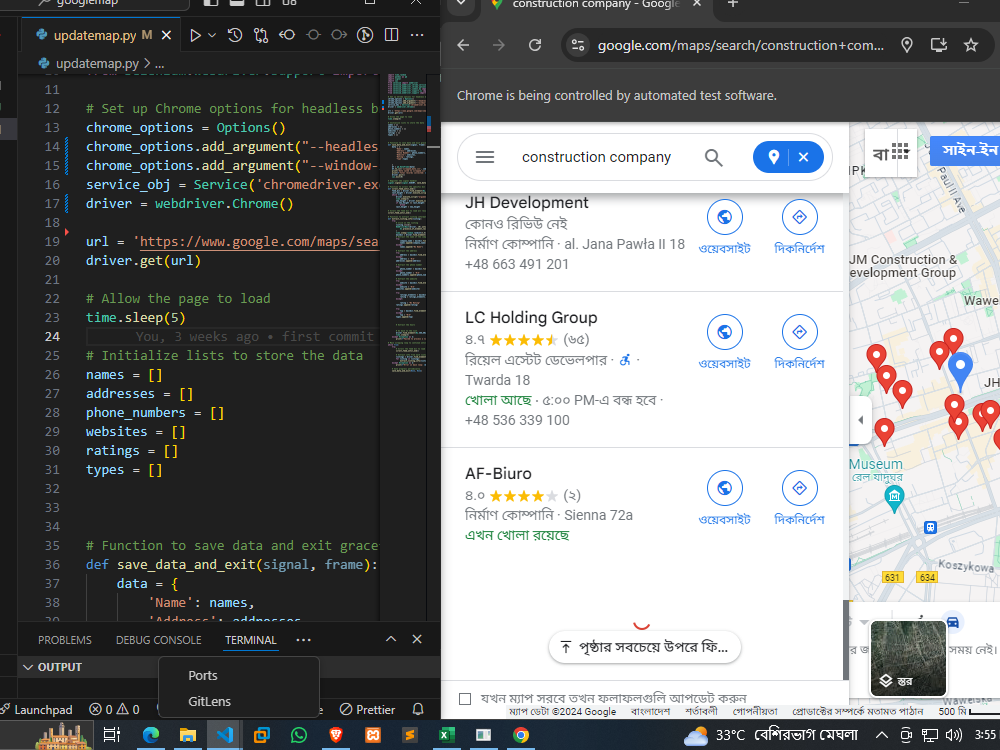 googlemap
updatemap.py M
updatemap.py > ...
11
12 # Set up Chrome options for headless b
13 chrome_options = Options()
14 chrome_options.add_argument("--headles
15 chrome_options.add_argument("--window-
16 service_obj = Service('chromedriver.ex
17 driver = webdriver.Chrome()
18
19 url = 'https://www.google.com/maps/sea
20 driver.get(url)
21
22 # Allow the page to load
23 time.sleep(5)
24 You, 3 weeks ago • first commit
25 # Initialize lists to store the data
26 names = []
27 addresses = []
28 phone_numbers = []
29 websites = []
30 ratings = []
31 types = []
32
33
34
35 # Function to save data and exit grace
36 def save_data_and_exit(signal, frame):
37 data = {
38 'Name': names,
'Address': addresses
PROBLEMS DEBUG CONSOLE TERMINAL ...
OUTPUT
Ports
GitLens
Launchpad 0 0 Prettier
construction company - Google
google.com/maps/search/construction+com...
Chrome is being controlled by automated test software.
construction company
বা
সাইন-ইন
JH Development
কোনও রিভিউ নেই
নির্মাণ কোম্পানি · al. Jana Pawła II 18
+48 663 491 201
ওয়েবসাইট
দিকনির্দেশ
LC Holding Group
৪.৭ (৬৫)
রিয়েল এস্টেট ডেভেলপার ·
Twarda 18
খোলা আছে · ৫:০০ PM-এ বন্ধ হবে ·
+48 536 339 100
ওয়েবসাইট
দিকনির্দেশ
AF-Biuro
৪.০ (২)
নির্মাণ কোম্পানি · Sienna 72a
এখন খোলা রয়েছে
ওয়েবসাইট
দিকনির্দেশ
পৃষ্ঠার সবচেয়ে উপরে ফি...
যখন ম্যাপ সরবে তখন ফলাফলগুলি আপডেট করুন
JM Construction &
evelopment Group
Wawe
JH
Museum
রেল যাদুঘর
Koszykowa
631
634
সময় নেই।
স্তর
ম্যাপ ডেটা ©2024 Google বাংলাদেশ শর্তাবলী গোপনীয়তা প্রোডাক্টের সম্পর্কে মতামত পাঠান 500 মি
33°C বেশিরভাগ মেঘলা
3:55